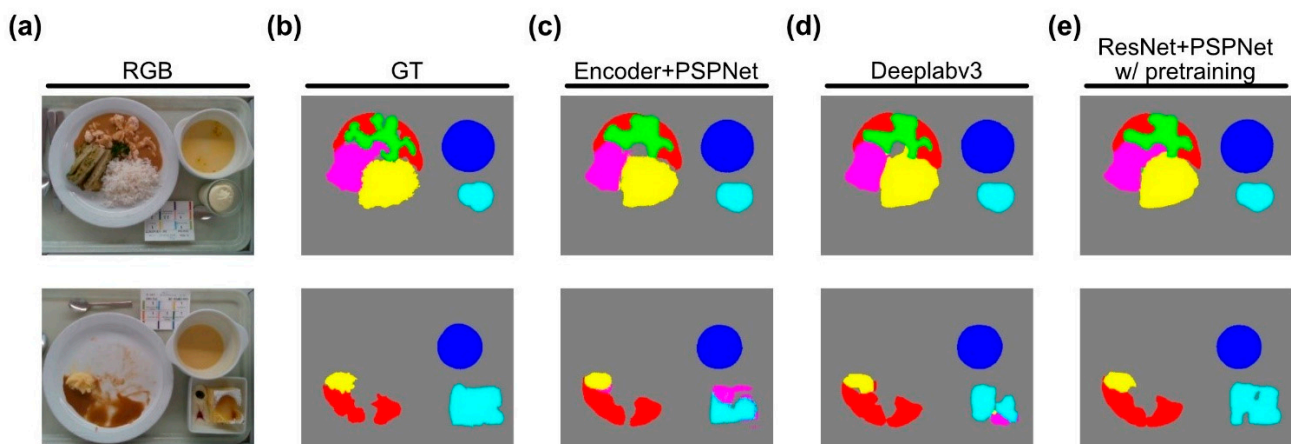 (a)
RGB
(b)
GT
(c)
Encoder+PSPNet
(d)
Deeplabv3
(e)
ResNet+PSPNet
w/ pretraining